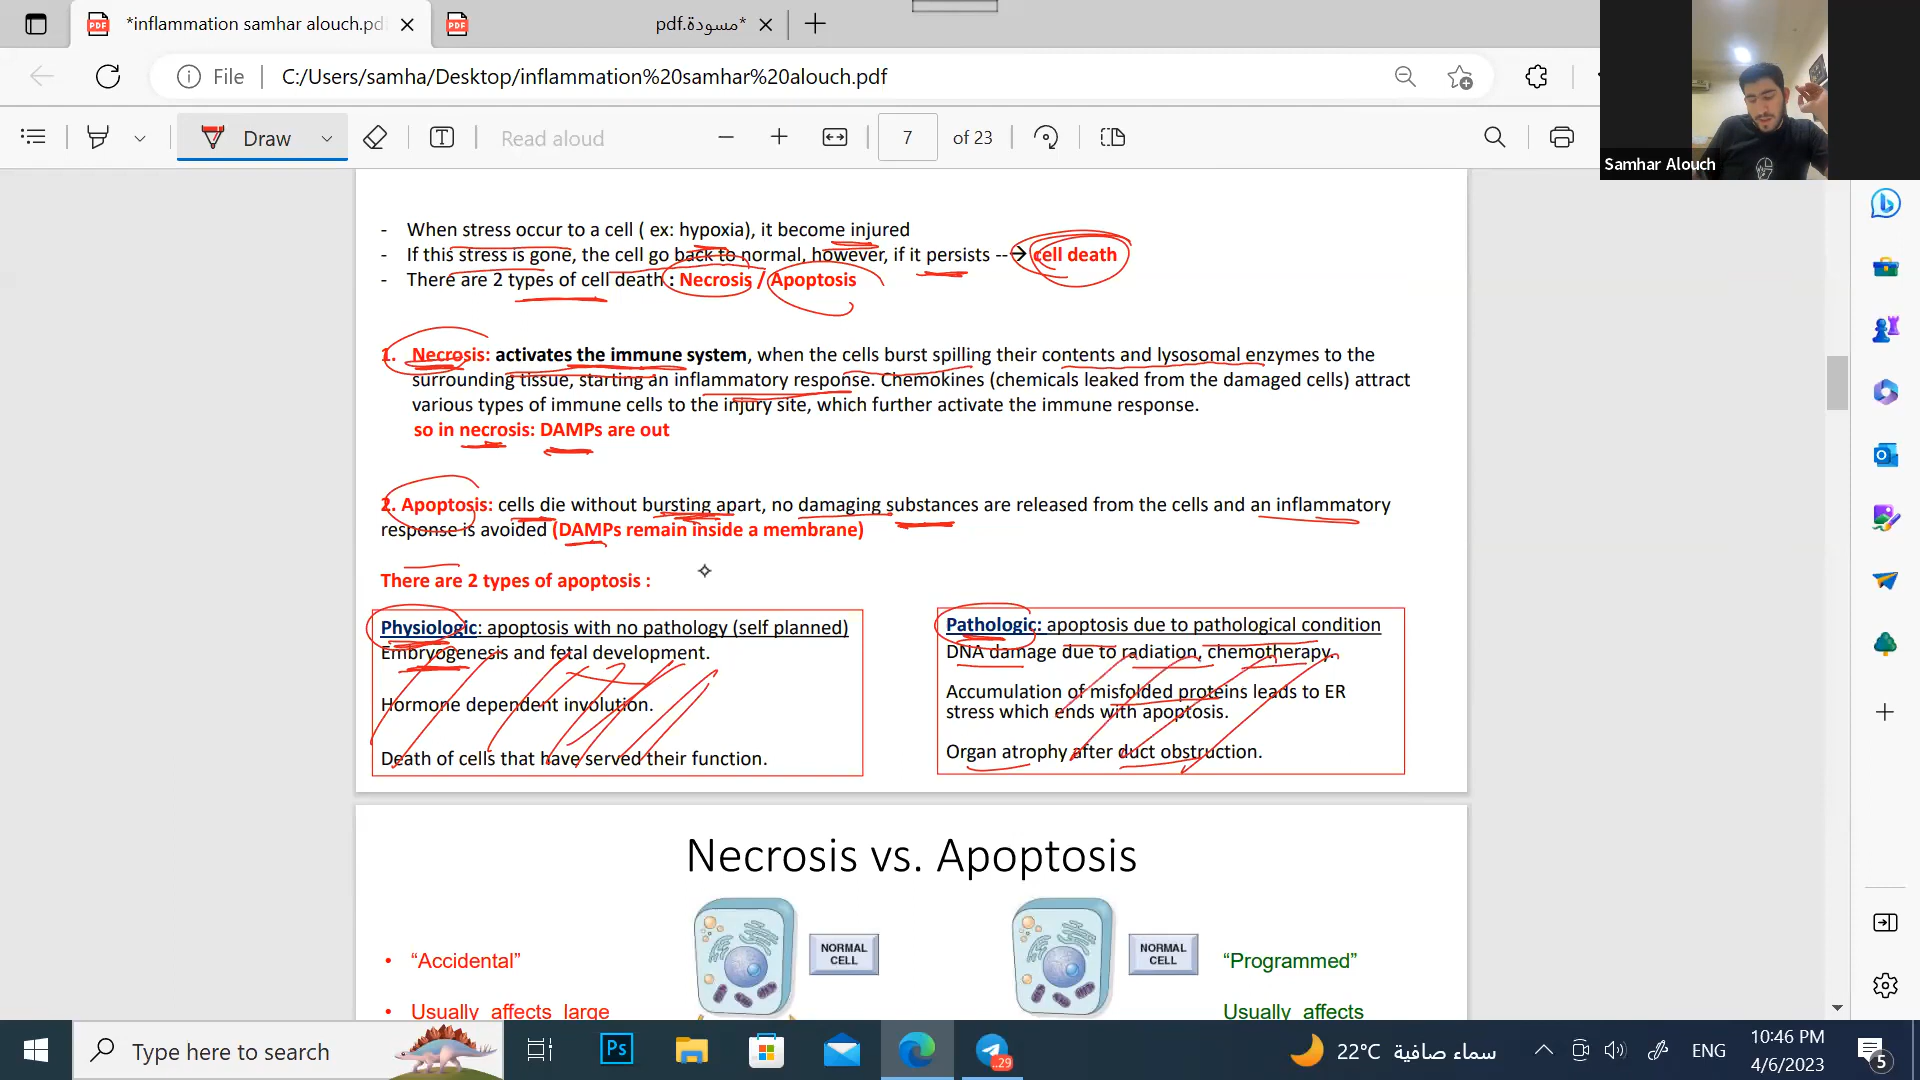 *inflammation samhar alouch.pdf
*مسودة.pdf
File
C:/Users/samha/Desktop/inflammation%20samhar%20alouch.pdf
Draw
Read aloud
7
of 23
Samhar Alouch
- When stress occur to a cell ( ex: hypoxia), it become injured
- If this stress is gone, the cell go back to normal, however, if it persists --→ cell death
- There are 2 types of cell death : Necrosis / Apoptosis
1. Necrosis: activates the immune system, when the cells burst spilling their contents and lysosomal enzymes to the
surrounding tissue, starting an inflammatory response. Chemokines (chemicals leaked from the damaged cells) attract
various types of immune cells to the injury site, which further activate the immune response.
so in necrosis: DAMPs are out
2. Apoptosis: cells die without bursting apart, no damaging substances are released from the cells and an inflammatory
response is avoided (DAMPs remain inside a membrane)
There are 2 types of apoptosis :
Physiologic: apoptosis with no pathology (self planned)
Embryogenesis and fetal development.
Hormone dependent involution.
Death of cells that have served their function.
Pathologic: apoptosis due to pathological condition
DNA damage due to radiation, chemotherapy.
Accumulation of misfolded proteins leads to ER
stress which ends with apoptosis.
Organ atrophy after duct obstruction.
Necrosis vs. Apoptosis
• “Accidental”
• Usually affects large
NORMAL
CELL
NORMAL
CELL
“Programmed”
Usually affects
Type here to search
Ps
..29
22°C سماء صافية
ENG
10:46 PM
4/6/2023
5